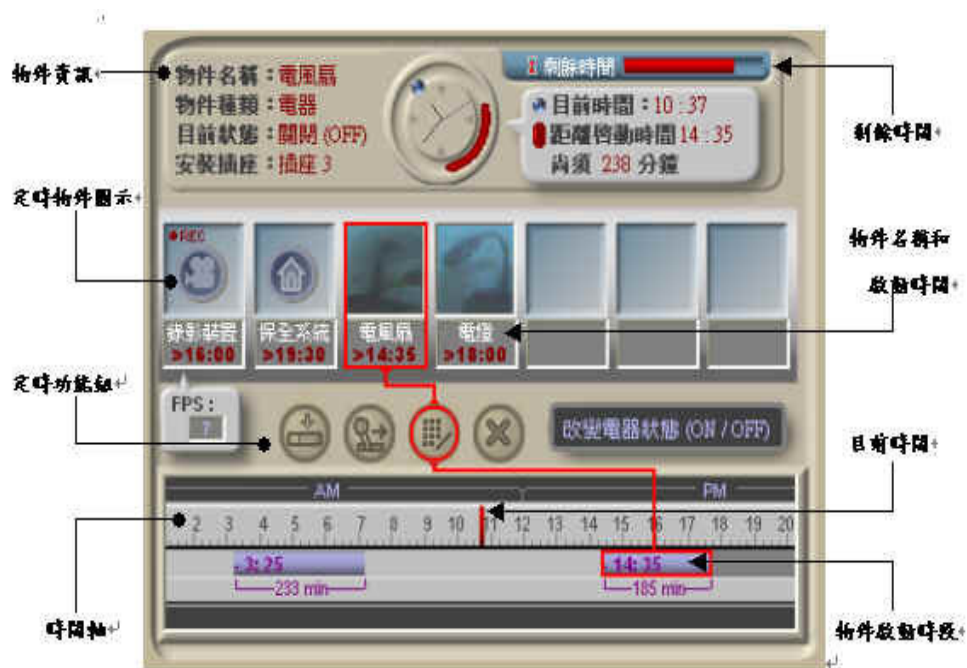 物件資訊
物件名稱：電風扇
物件種類：電器
目前狀態：關閉 (OFF)
安裝插座：插座 3
剩餘時間
目前時間：10 : 37
距離啓動時間 14 : 35
尚須 238 分鐘
剩餘時間
定時物件圖示
REC
錄影裝置
>16:00
保全系統
>19:30
電風扇
>14:35
電燈
>18:00
物件名稱和
啟動時間
定時功能鈕
FPS :
7
改變電器狀態 (ON / OFF)
目前時間
AM
PM
2 3 4 5 6 7 8 9 10 11 12 13 14 15 16 17 18 19 20
3: 25
233 min
14: 35
185 min
時間軸
物件啟動時段